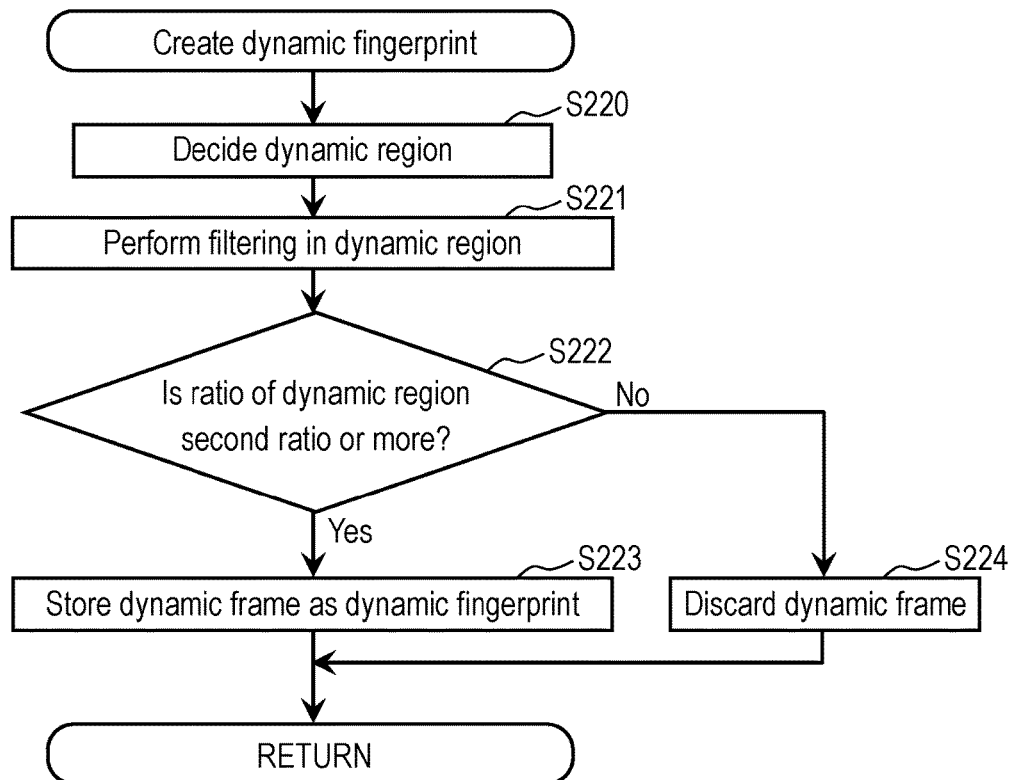 Create dynamic fingerprint
S220
Decide dynamic region
S221
Perform filtering in dynamic region
S222
Is ratio of dynamic region
second ratio or more?
No
Yes
S223
Store dynamic frame as dynamic fingerprint
S224
Discard dynamic frame
RETURN